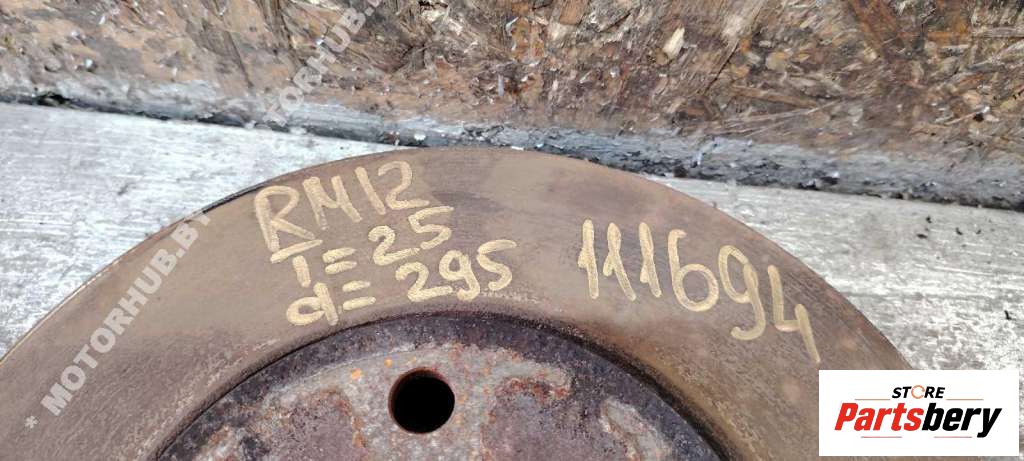 * MOTORHUB.BY
MOTORHUB.BY
RM12
T=25
d=295
111694
STORE
Partsbery